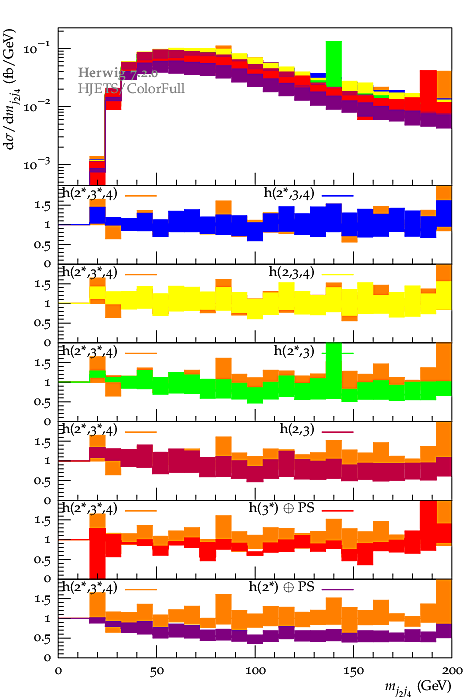 dσ/dm_{j₂j₄} (fb/GeV)
10⁻¹
10⁻²
10⁻³
Herwig 7.2.0
HJETS/ColorFull
h(2*,3*,4) h(2*,3,4)
1.5
1
0.5
0
h(2*,3*,4) h(2,3,4)
1.5
1
0.5
0
h(2*,3*,4) h(2*,3)
1.5
1
0.5
0
h(2*,3*,4) h(2,3)
1.5
1
0.5
0
h(2*,3*,4) h(3*) ⊕ PS
1.5
1
0.5
0
h(2*,3*,4) h(2*) ⊕ PS
1.5
1
0.5
0
0 50 100 150 200
m_{j₂j₄} (GeV)